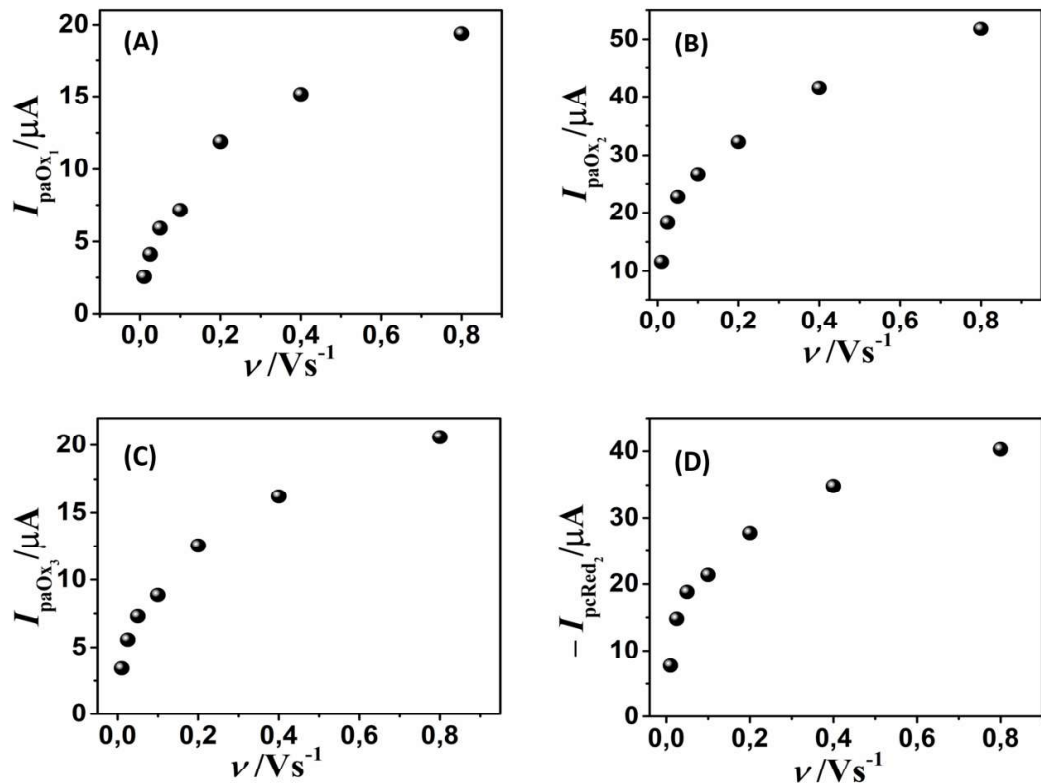 (A)
I_paOx₁ /μA
20
15
10
5
0
0,0 0,2 0,4 0,6 0,8
ν /Vs⁻¹
(B)
I_paOx₂ /μA
50
40
30
20
10
0,0 0,2 0,4 0,6 0,8
ν /Vs⁻¹
(C)
I_paOx₃ /μA
20
15
10
5
0
0,0 0,2 0,4 0,6 0,8
ν /Vs⁻¹
(D)
− I_pcRed₂ /μA
40
30
20
10
0
0,0 0,2 0,4 0,6 0,8
ν /Vs⁻¹